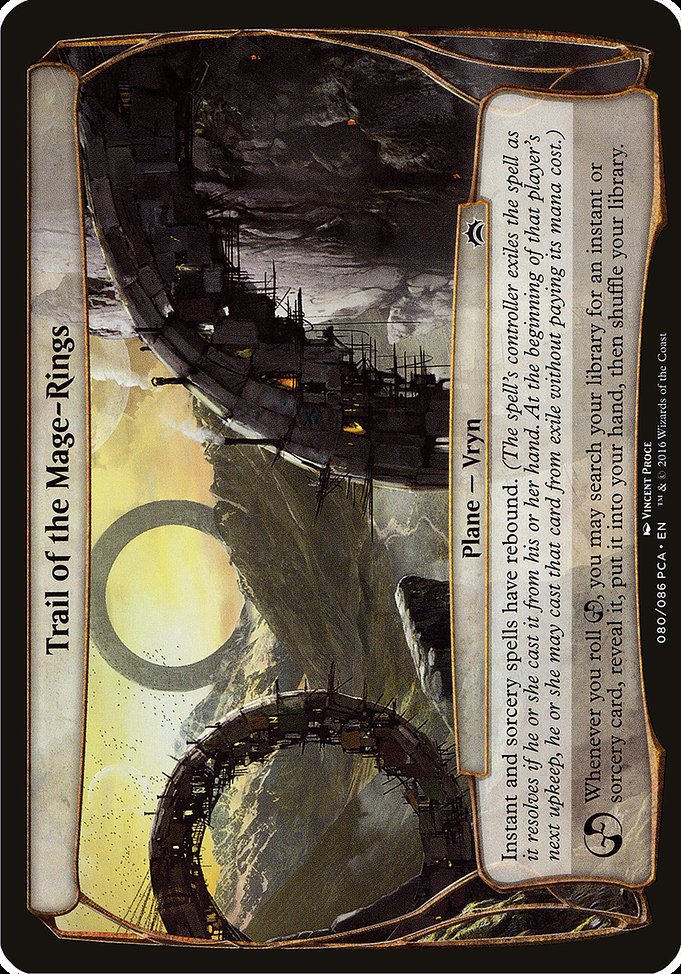 Trail of the Mage-Rings
Plane — Vryn
Instant and sorcery spells have rebound. (The spell's controller exiles the spell as
it resolves if he or she cast it from his or her hand. At the beginning of that player's
next upkeep, he or she may cast that card from exile without paying its mana cost.)
Whenever you roll , you may search your library for an instant or
sorcery card, reveal it, put it into your hand, then shuffle your library.
Vincent Proce
080/086 PCA • EN ™ & © 2016 Wizards of the Coast